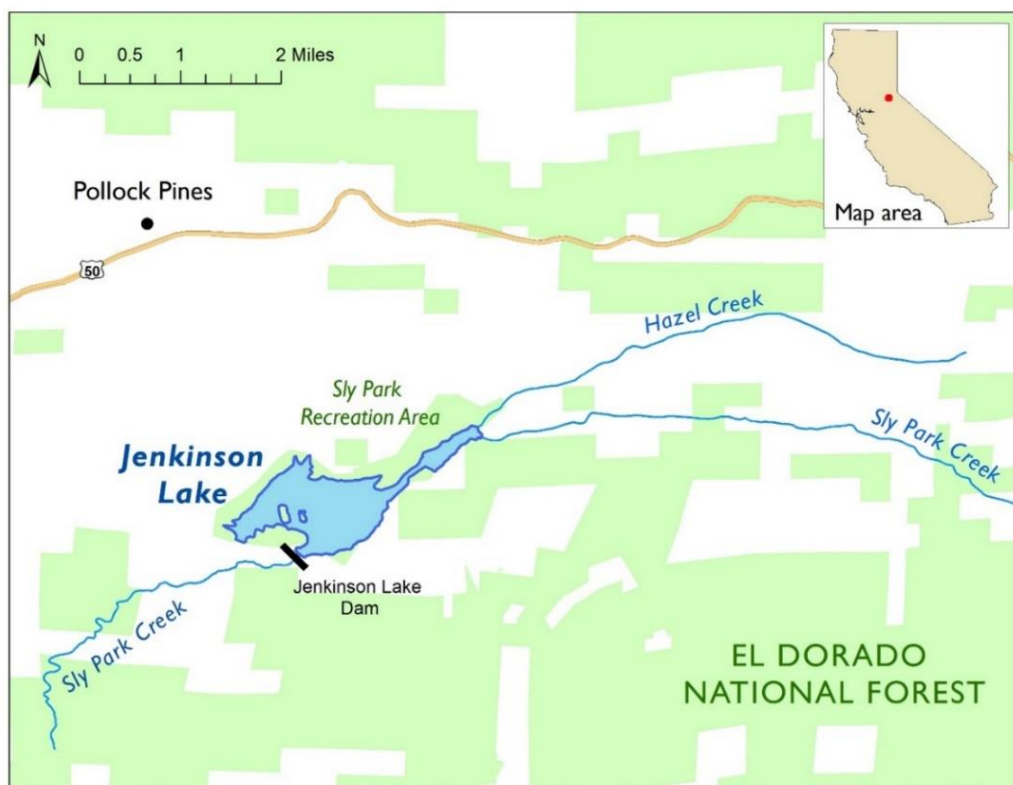 N
0 0.5 1 2 Miles
Map area
Pollock Pines
50
Hazel Creek
Sly Park
Recreation Area
Sly Park Creek
Jenkinson
Lake
Jenkinson Lake
Dam
Sly Park Creek
EL DORADO
NATIONAL FOREST